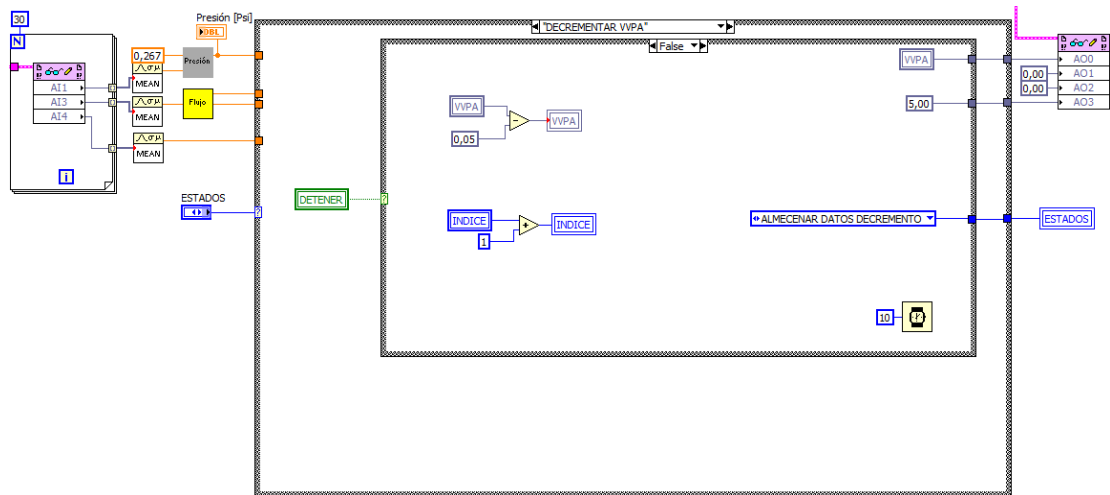 30
N
AI1
AI3
AI4
i
Presión [Psi]
DBL
0,267
Presión
MEAN
Flujo
MEAN
MEAN
ESTADOS
"DECREMENTAR VVPA"
False
DETENER
VVPA
0,05
-
VVPA
INDICE
1
+
INDICE
VVPA
5,00
ALMECENAR DATOS DECREMENTO
10
ESTADOS
AO0
0,00
AO1
0,00
AO2
AO3